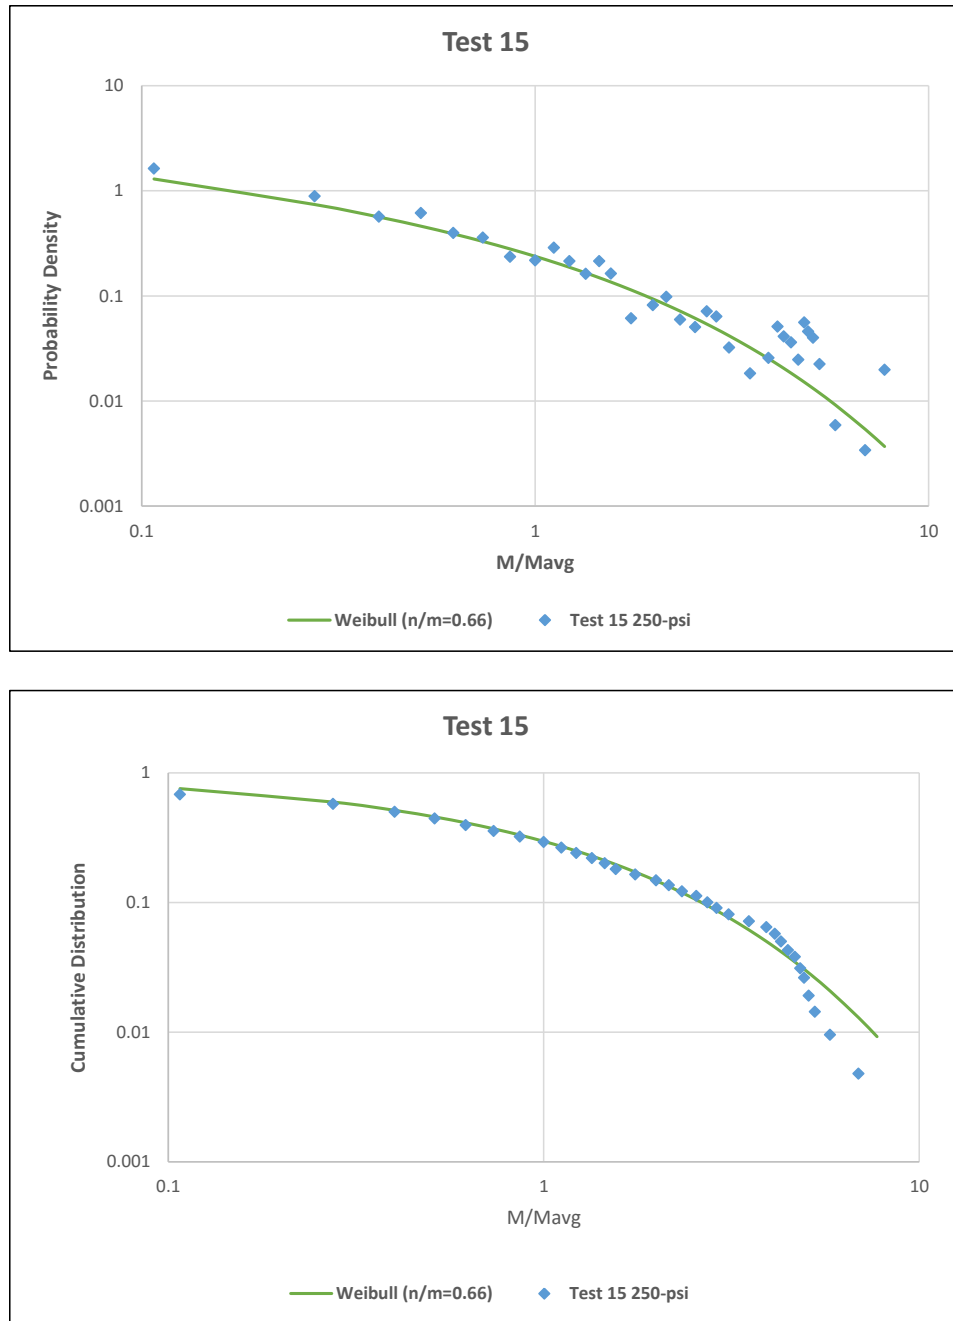 Test 15
10
1
0.1
0.01
0.001
0.1
1
10
Probability Density
M/Mavg
Weibull (n/m=0.66)
Test 15 250-psi
Test 15
1
0.1
0.01
0.001
0.1
1
10
Cumulative Distribution
M/Mavg
Weibull (n/m=0.66)
Test 15 250-psi